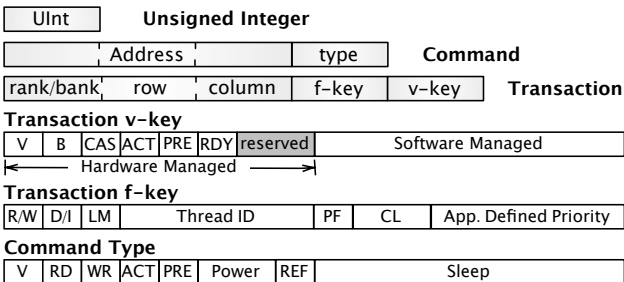 UInt Unsigned Integer
Address type Command
rank/bank row column f-key v-key Transaction
Transaction v-key
V B CAS ACT PRE RDY reserved Software Managed
Hardware Managed
Transaction f-key
R/W D/I LM Thread ID PF CL App. Defined Priority
Command Type
V RD WR ACT PRE Power REF Sleep